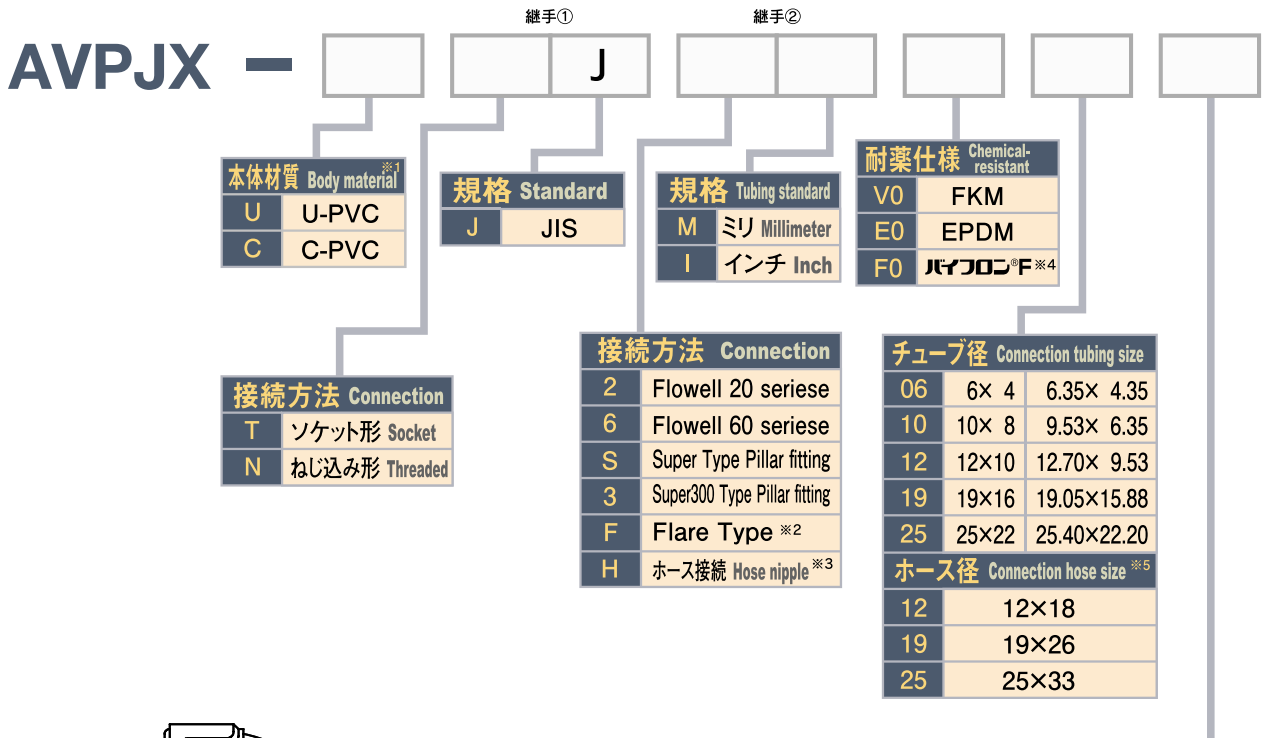 継手① 継手②
AVPJX －
J
本体材質 Body material ※1
U U-PVC
C C-PVC
規格 Standard
J JIS
規格 Tubing standard
M ミリ Millimeter
I インチ Inch
耐薬仕様 Chemical-resistant
V0 FKM
E0 EPDM
F0 バイフロン®F ※4
接続方法 Connection
T ソケット形 Socket
N ねじ込み形 Threaded
接続方法 Connection
2 Flowell 20 seriese
6 Flowell 60 seriese
S Super Type Pillar fitting
3 Super300 Type Pillar fitting
F Flare Type ※2
H ホース接続 Hose nipple ※3
チューブ径 Connection tubing size
06 6× 4 6.35× 4.35
10 10× 8 9.53× 6.35
12 12×10 12.70× 9.53
19 19×16 19.05×15.88
25 25×22 25.40×22.20
ホース径 Connection hose size ※5
12 12×18
19 19×26
25 25×33